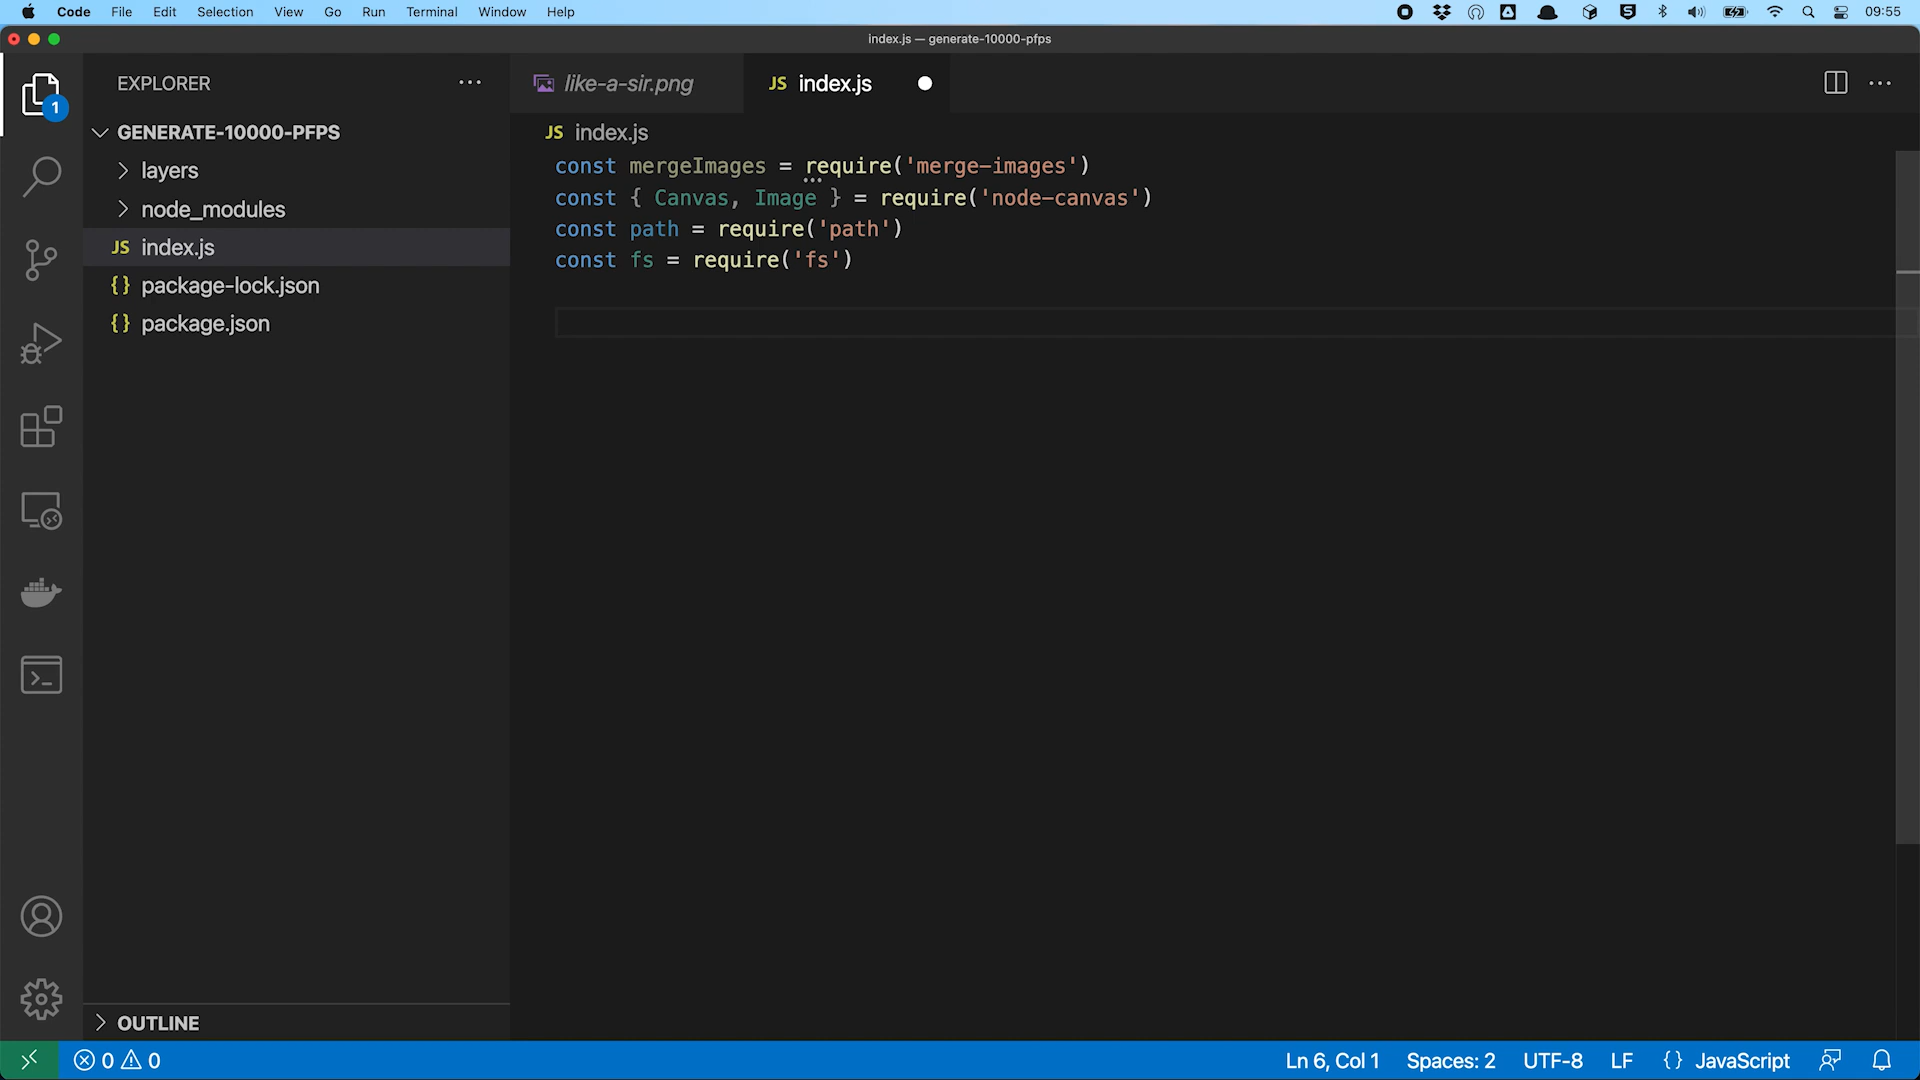 Code File Edit Selection View Go Run Terminal Window Help 09:55
index.js — generate-10000-pfps
EXPLORER
like-a-sir.png
JS index.js
1
GENERATE-10000-PFPS
layers
node_modules
JS index.js
{} package-lock.json
{} package.json
JS index.js
const mergeImages = require('merge-images')
const { Canvas, Image } = require('node-canvas')
const path = require('path')
const fs = require('fs')
OUTLINE
0 0
Ln 6, Col 1 Spaces: 2 UTF-8 LF {} JavaScript